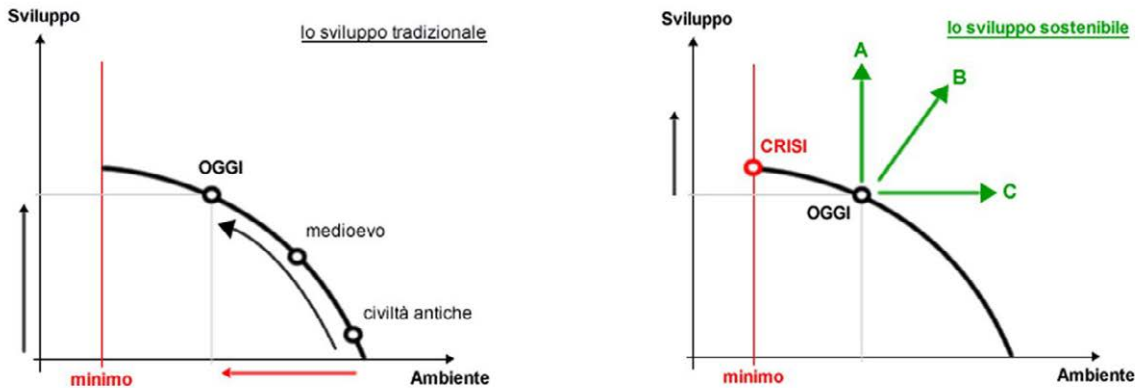 Sviluppo
lo sviluppo tradizionale
OGGI
medioevo
civiltà antiche
minimo
Ambiente
Sviluppo
lo sviluppo sostenibile
A
B
CRISI
C
OGGI
minimo
Ambiente